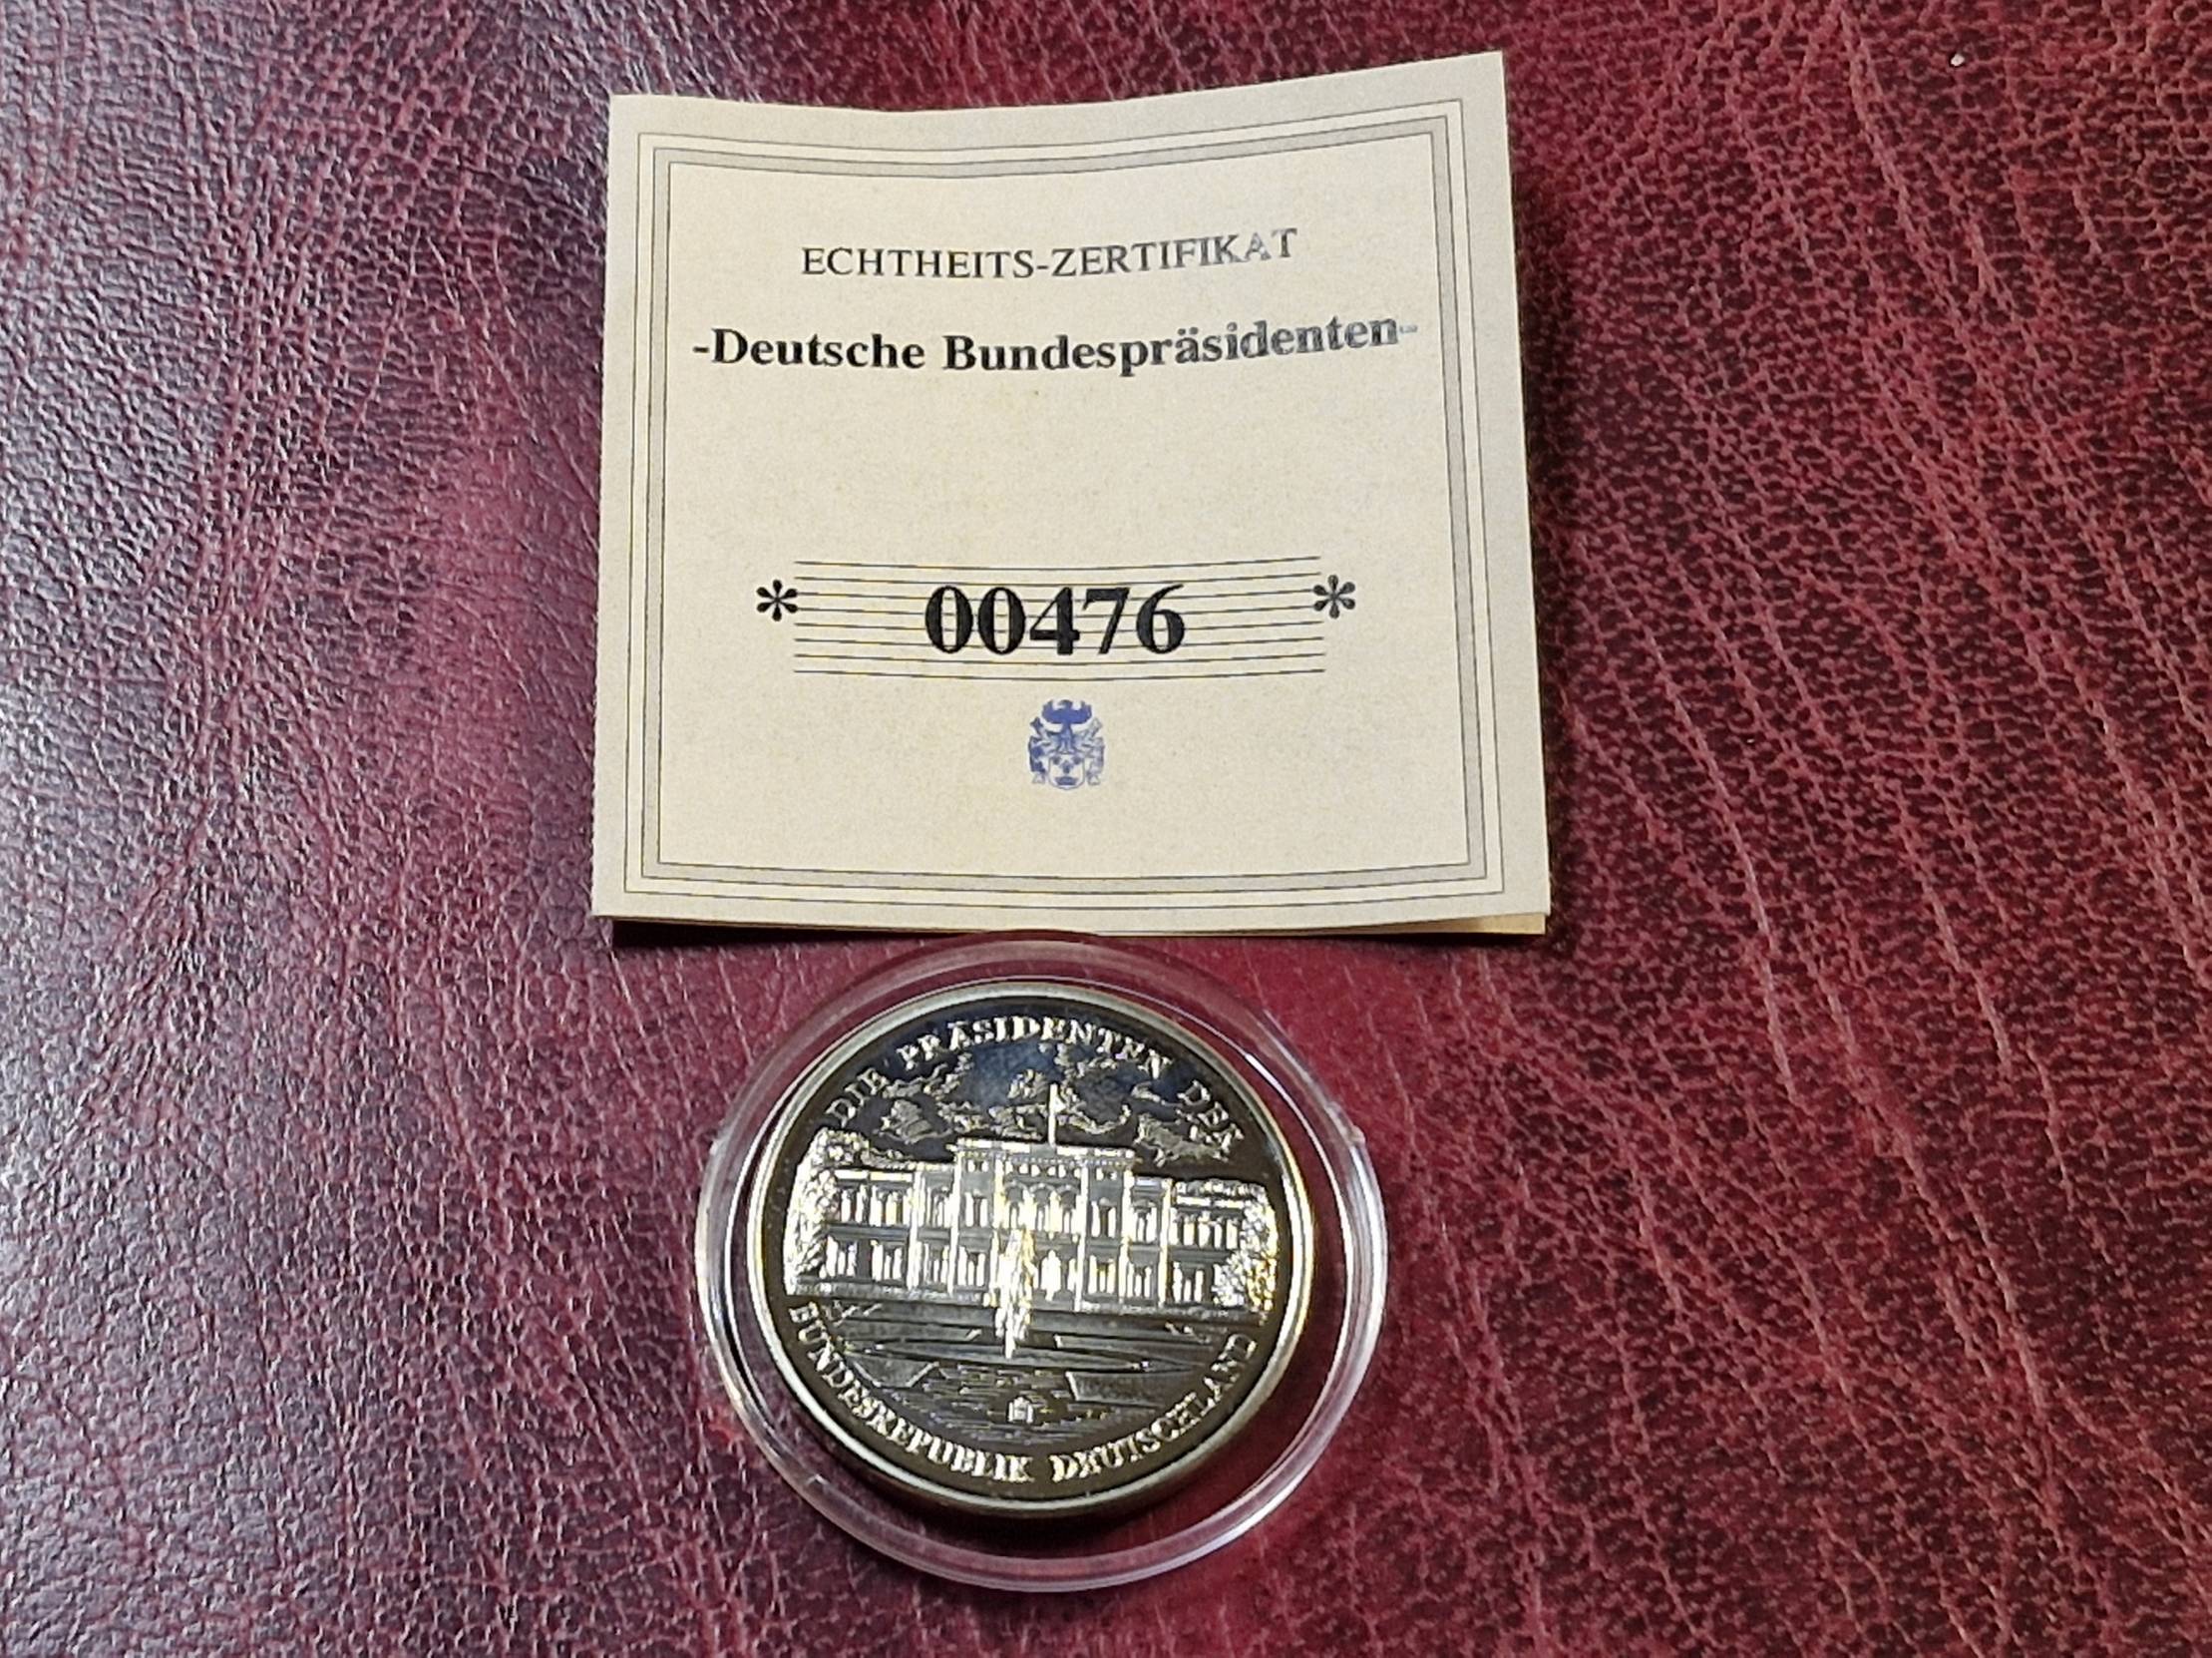 ECHTHEITS-ZERTIFIKAT
-Deutsche Bundespräsidenten-
* 00476 *
DIE PRÄSIDENTEN DER
BUNDESREPUBLIK DEUTSCHLAND